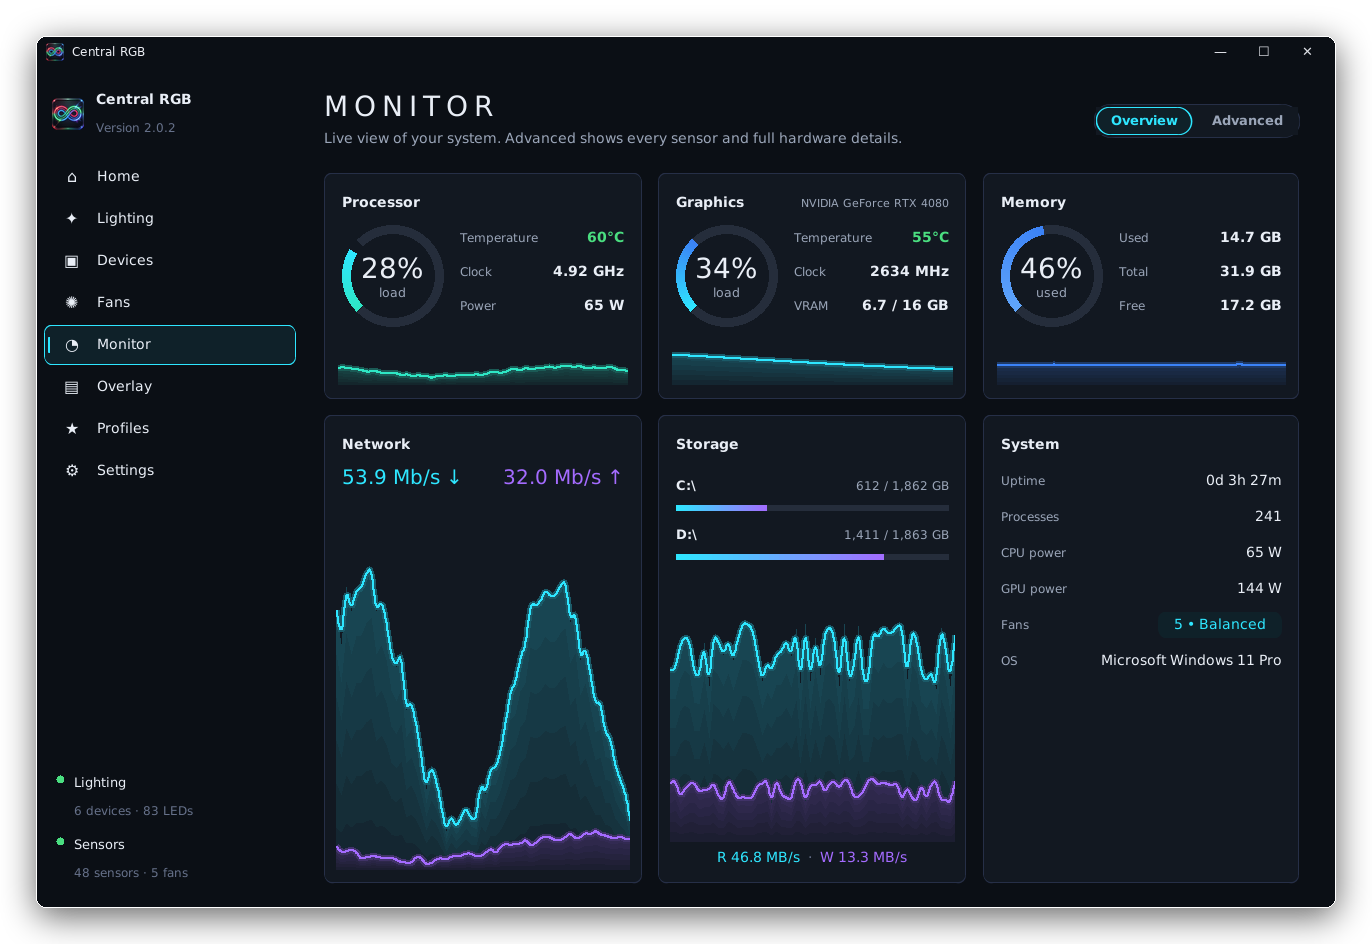 Central RGB
Central RGB
Version 2.0.2
Home
Lighting
Devices
Fans
Monitor
Overlay
Profiles
Settings
Lighting
6 devices · 83 LEDs
Sensors
48 sensors · 5 fans
MONITOR
Live view of your system. Advanced shows every sensor and full hardware details.
Overview Advanced
Processor
28%
load
Temperature 60°C
Clock 4.92 GHz
Power 65 W
Graphics NVIDIA GeForce RTX 4080
34%
load
Temperature 55°C
Clock 2634 MHz
VRAM 6.7 / 16 GB
Memory
46%
used
Used 14.7 GB
Total 31.9 GB
Free 17.2 GB
Network
53.9 Mb/s ↓ 32.0 Mb/s ↑
Storage
C:\ 612 / 1,862 GB
D:\ 1,411 / 1,863 GB
R 46.8 MB/s · W 13.3 MB/s
System
Uptime 0d 3h 27m
Processes 241
CPU power 65 W
GPU power 144 W
Fans 5 • Balanced
OS Microsoft Windows 11 Pro